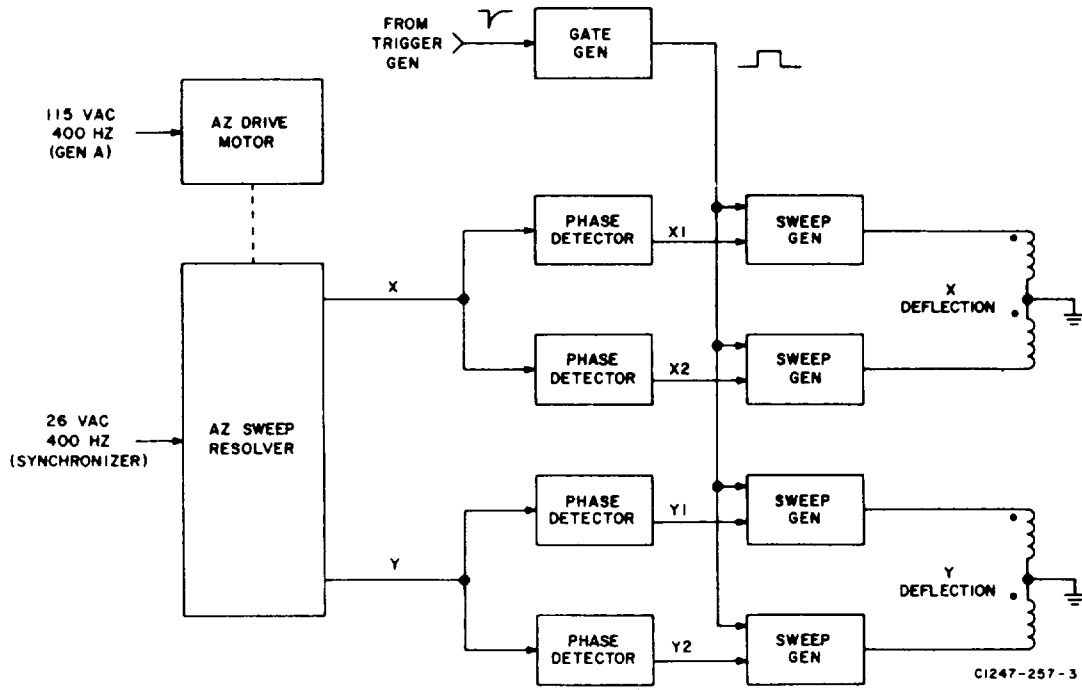 FROM
TRIGGER
GEN
GATE
GEN
115 VAC
400 HZ
(GEN A)
AZ DRIVE
MOTOR
PHASE
DETECTOR
X1
SWEEP
GEN
X
X
DEFLECTION
PHASE
DETECTOR
X2
SWEEP
GEN
26 VAC
400 HZ
(SYNCHRONIZER)
AZ SWEEP
RESOLVER
PHASE
DETECTOR
Y1
SWEEP
GEN
Y
Y
DEFLECTION
PHASE
DETECTOR
Y2
SWEEP
GEN
C1247-257-3